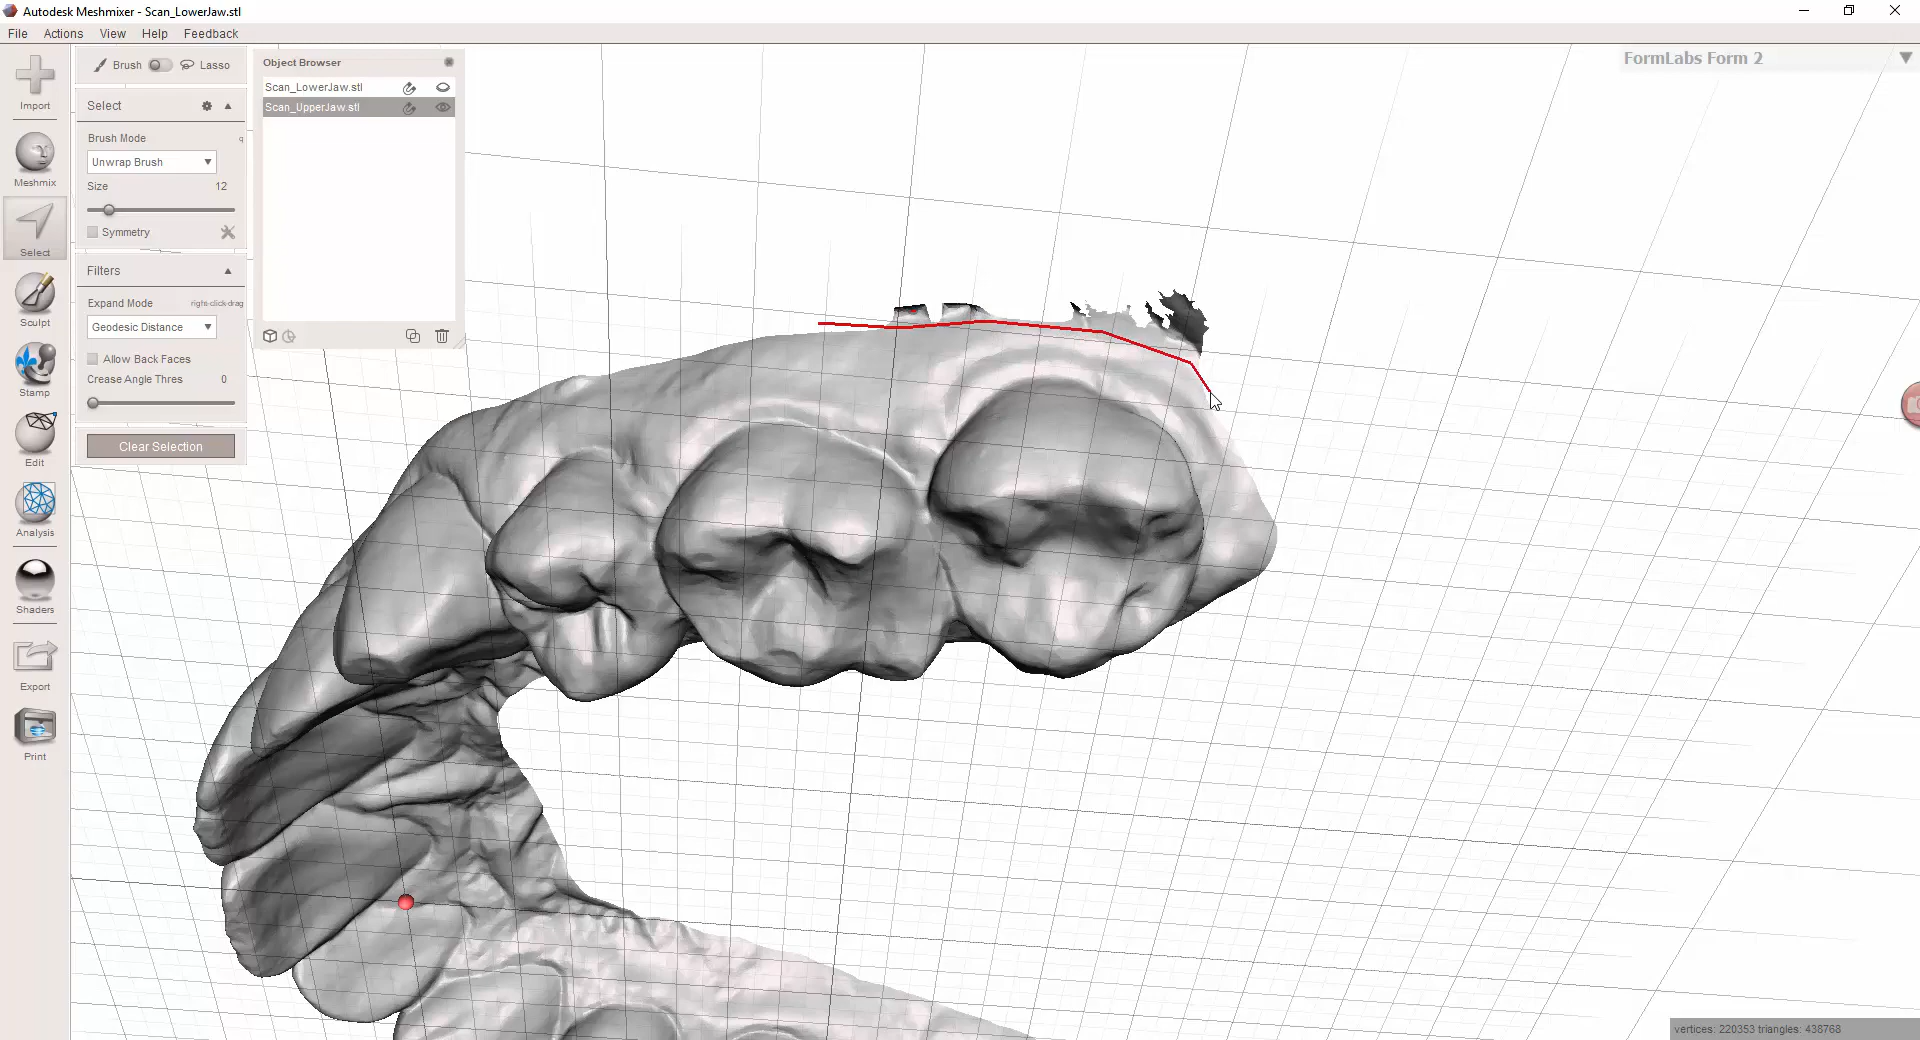 Autodesk Meshmixer - Scan_LowerJaw.stl
File Actions View Help Feedback
Import
Meshmix
Select
Sculpt
Stamp
Edit
Analysis
Shaders
Export
Print
Brush Lasso
Select
Brush Mode q
Unwrap Brush
Size 12
Symmetry
Filters
Expand Mode right-click-drag
Geodesic Distance
Allow Back Faces
Crease Angle Thres 0
Clear Selection
Object Browser
Scan_LowerJaw.stl
Scan_UpperJaw.stl
FormLabs Form 2
vertices: 220353 triangles: 438768